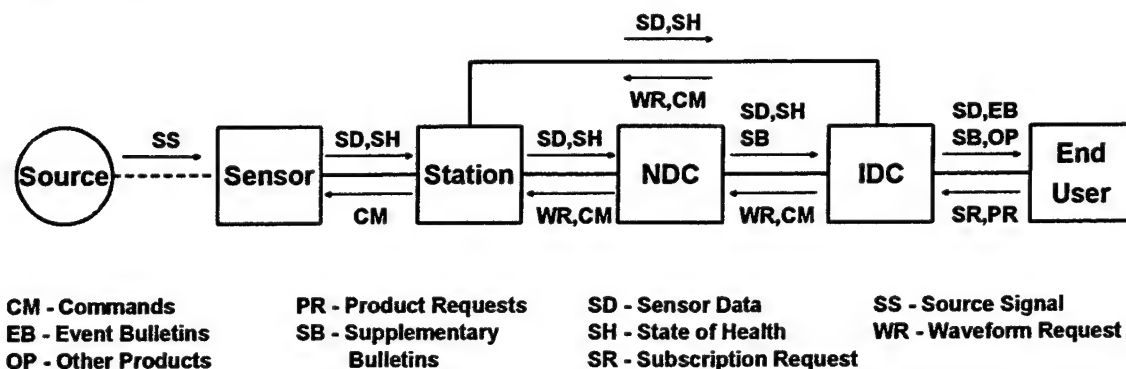 SD,SH
WR,CM
SS
SD,SH
SD,SH
SD,SH
SB
SD,EB
SB,OP
Source
Sensor
Station
NDC
IDC
End
User
CM
WR,CM
WR,CM
SR,PR
CM - Commands
EB - Event Bulletins
OP - Other Products
PR - Product Requests
SB - Supplementary
Bulletins
SD - Sensor Data
SH - State of Health
SR - Subscription Request
SS - Source Signal
WR - Waveform Request